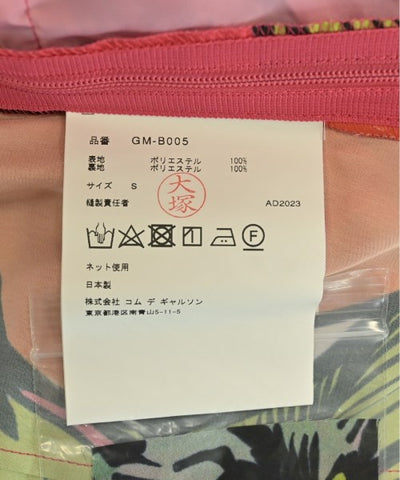 品番 GM-B005
表地 ポリエステル 100%
裏地 ポリエステル 100%
サイズ S
大塚
縫製責任者 AD2023
ネット使用
日本製
株式会社 コム デ ギャルソン
東京都港区南青山5-11-5